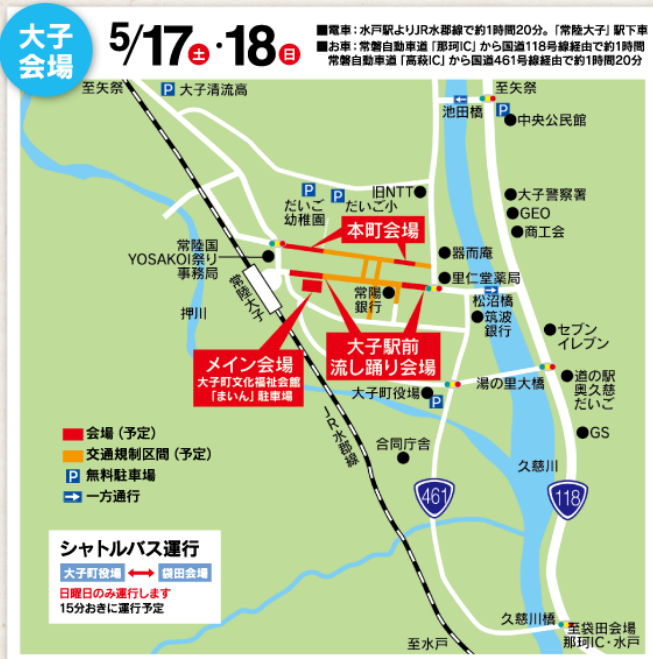 大子
会場
5/17土・18日
■電車：水戸駅よりJR水郡線で約1時間20分。「常陸大子」駅下車
■お車：常磐自動車道「那珂IC」から国道118号線経由で約1時間
常磐自動車道「高萩IC」から国道461号線経由で約1時間20分
至矢祭
P
大子清流高
至矢祭
池田橋
P
中央公民館
P
だいご
幼稚園
P
だいご小
旧NTT
大子警察署
GEO
商工会
本町会場
常陸国
YOSAKOI祭り
事務局
器而庵
里仁堂薬局
常陸大子
常陽
銀行
松沼橋
筑波
銀行
押川
セブン
イレブン
メイン会場
大子町文化福祉会館
「まいん」駐車場
大子駅前
流し踊り会場
大子町役場
P
湯の里大橋
道の駅
奥久慈
だいご
GS
JR水郡線
合同庁舎
久慈川
461
118
会場（予定）
交通規制区間（予定）
P 無料駐車場
→ 一方通行
シャトルバス運行
大子町役場 ↔ 袋田会場
日曜日のみ運行します
15分おきに運行予定
久慈川橋
至水戸
至袋田会場
那珂IC・水戸